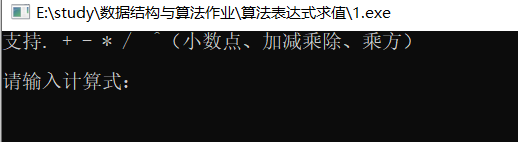 E:\study\数据结构与算法作业\算法表达式求值\1.exe
支持. + - * / ^（小数点、加减乘除、乘方）
请输入计算式：